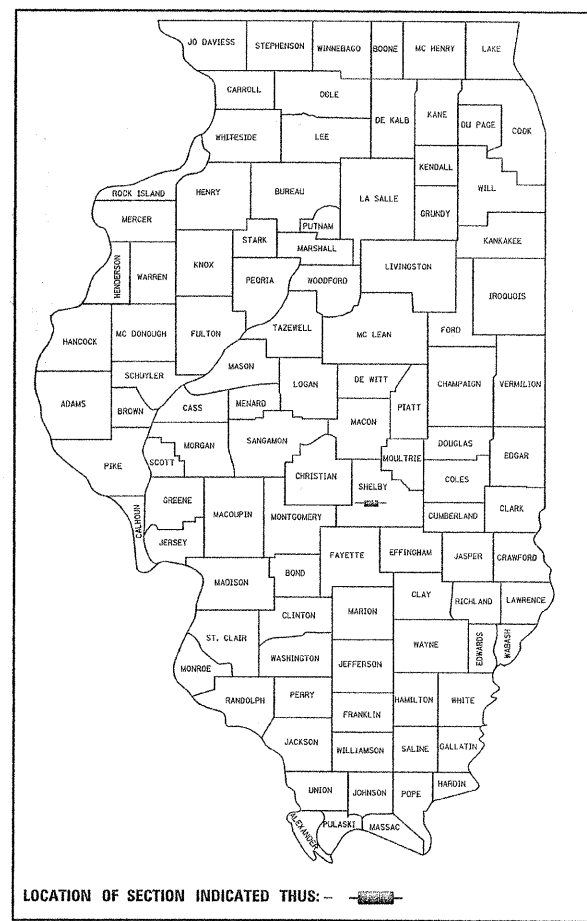 JO DAVIESS STEPHENSON WINNEBAGO BOONE MC HENRY LAKE
CARROLL OGLE DE KALB KANE DU PAGE COOK
WHITESIDE LEE KENDALL WILL
ROCK ISLAND HENRY BUREAU LA SALLE GRUNDY
MERCER PUTNAM KANKAKEE
STARK MARSHALL
HENDERSON WARREN KNOX PEORIA WOODFORD LIVINGSTON IROQUOIS
HANCOCK MC DONOUGH FULTON TAZEWELL MC LEAN FORD
SCHUYLER MASON LOGAN DE WITT CHAMPAIGN VERMILION
ADAMS BROWN CASS MENARD MACON PIATT
MORGAN SANGAMON DOUGLAS EDGAR
PIKE SCOTT CHRISTIAN SHELBY MOULTRIE COLES
GREENE MACOUPIN MONTGOMERY CUMBERLAND CLARK
CALHOUN JERSEY FAYETTE EFFINGHAM JASPER CRAWFORD
MADISON BOND CLAY RICHLAND LAWRENCE
CLINTON MARION
ST. CLAIR WASHINGTON JEFFERSON WAYNE EDWARDS WABASH
MONROE
RANDOLPH PERRY HAMILTON WHITE
FRANKLIN
JACKSON WILLIAMSON SALINE GALLATIN
UNION JOHNSON POPE HARDIN
ALEXANDER PULASKI MASSAC
LOCATION OF SECTION INDICATED THUS:-